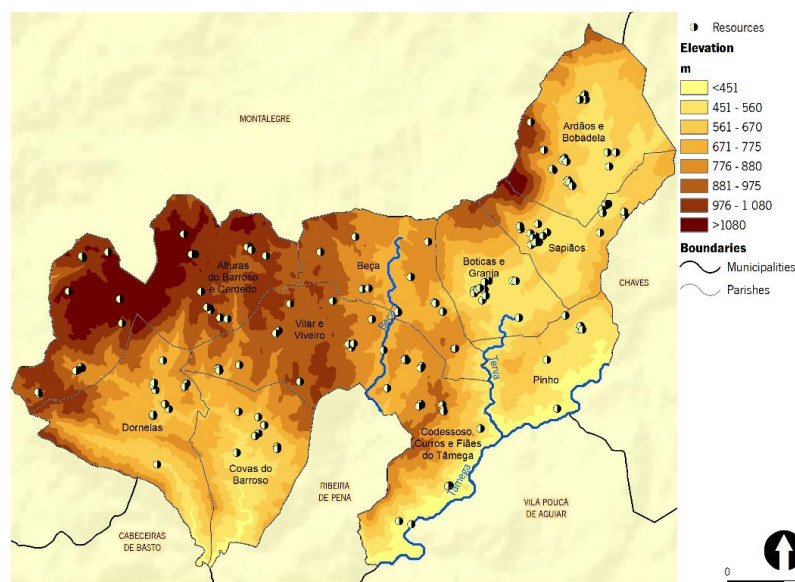 Resources
Elevation
m
<451
451 - 560
561 - 670
671 - 775
776 - 880
881 - 975
976 - 1 080
>1080
Boundaries
Municipalities
Parishes
MONTALEGRE
Ardãos e
Bobadela
Sapiãos
Boticas e
Granja
CHAVES
Alturas
do Barroso
e Cerdedo
Beça
Beça
Vilar e
Viveiro
Terva
Pinho
Dornelas
Codessoso,
Curros e Fiães
do Tâmega
Covas do
Barroso
Tâmega
RIBEIRA
DE PENA
VILA POUCA
DE AGUIAR
CABECEIRAS
DE BASTO
0